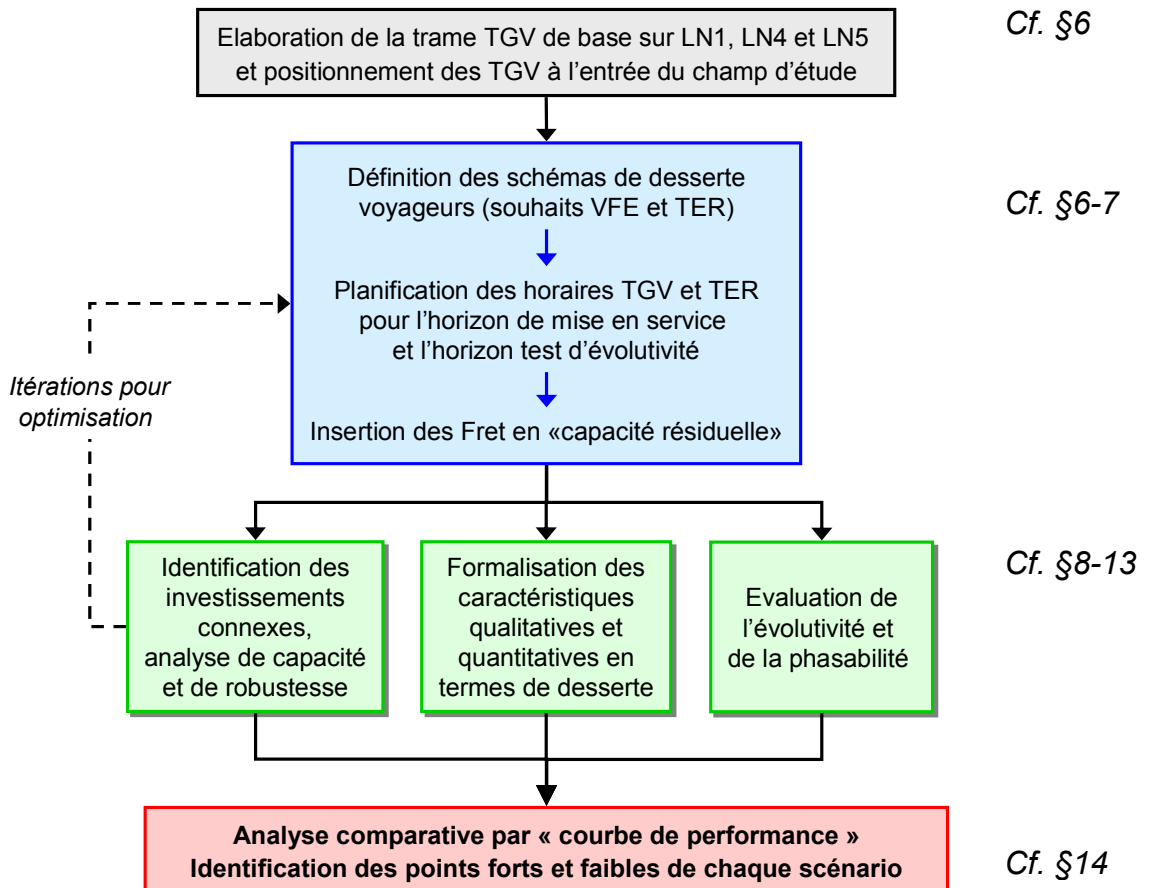 Elaboration de la trame TGV de base sur LN1, LN4 et LN5
et positionnement des TGV à l'entrée du champ d'étude
Cf. §6
Définition des schémas de desserte
voyageurs (souhaits VFE et TER)
Cf. §6-7
Planification des horaires TGV et TER
pour l'horizon de mise en service
et l'horizon test d'évolutivité
Insertion des Fret en «capacité résiduelle»
Itérations pour
optimisation
Identification des
investissements
connexes,
analyse de capacité
et de robustesse
Formalisation des
caractéristiques
qualitatives et
quantitatives en
termes de desserte
Evaluation de
l'évolutivité et
de la phasabilité
Cf. §8-13
Analyse comparative par « courbe de performance »
Identification des points forts et faibles de chaque scénario
Cf. §14